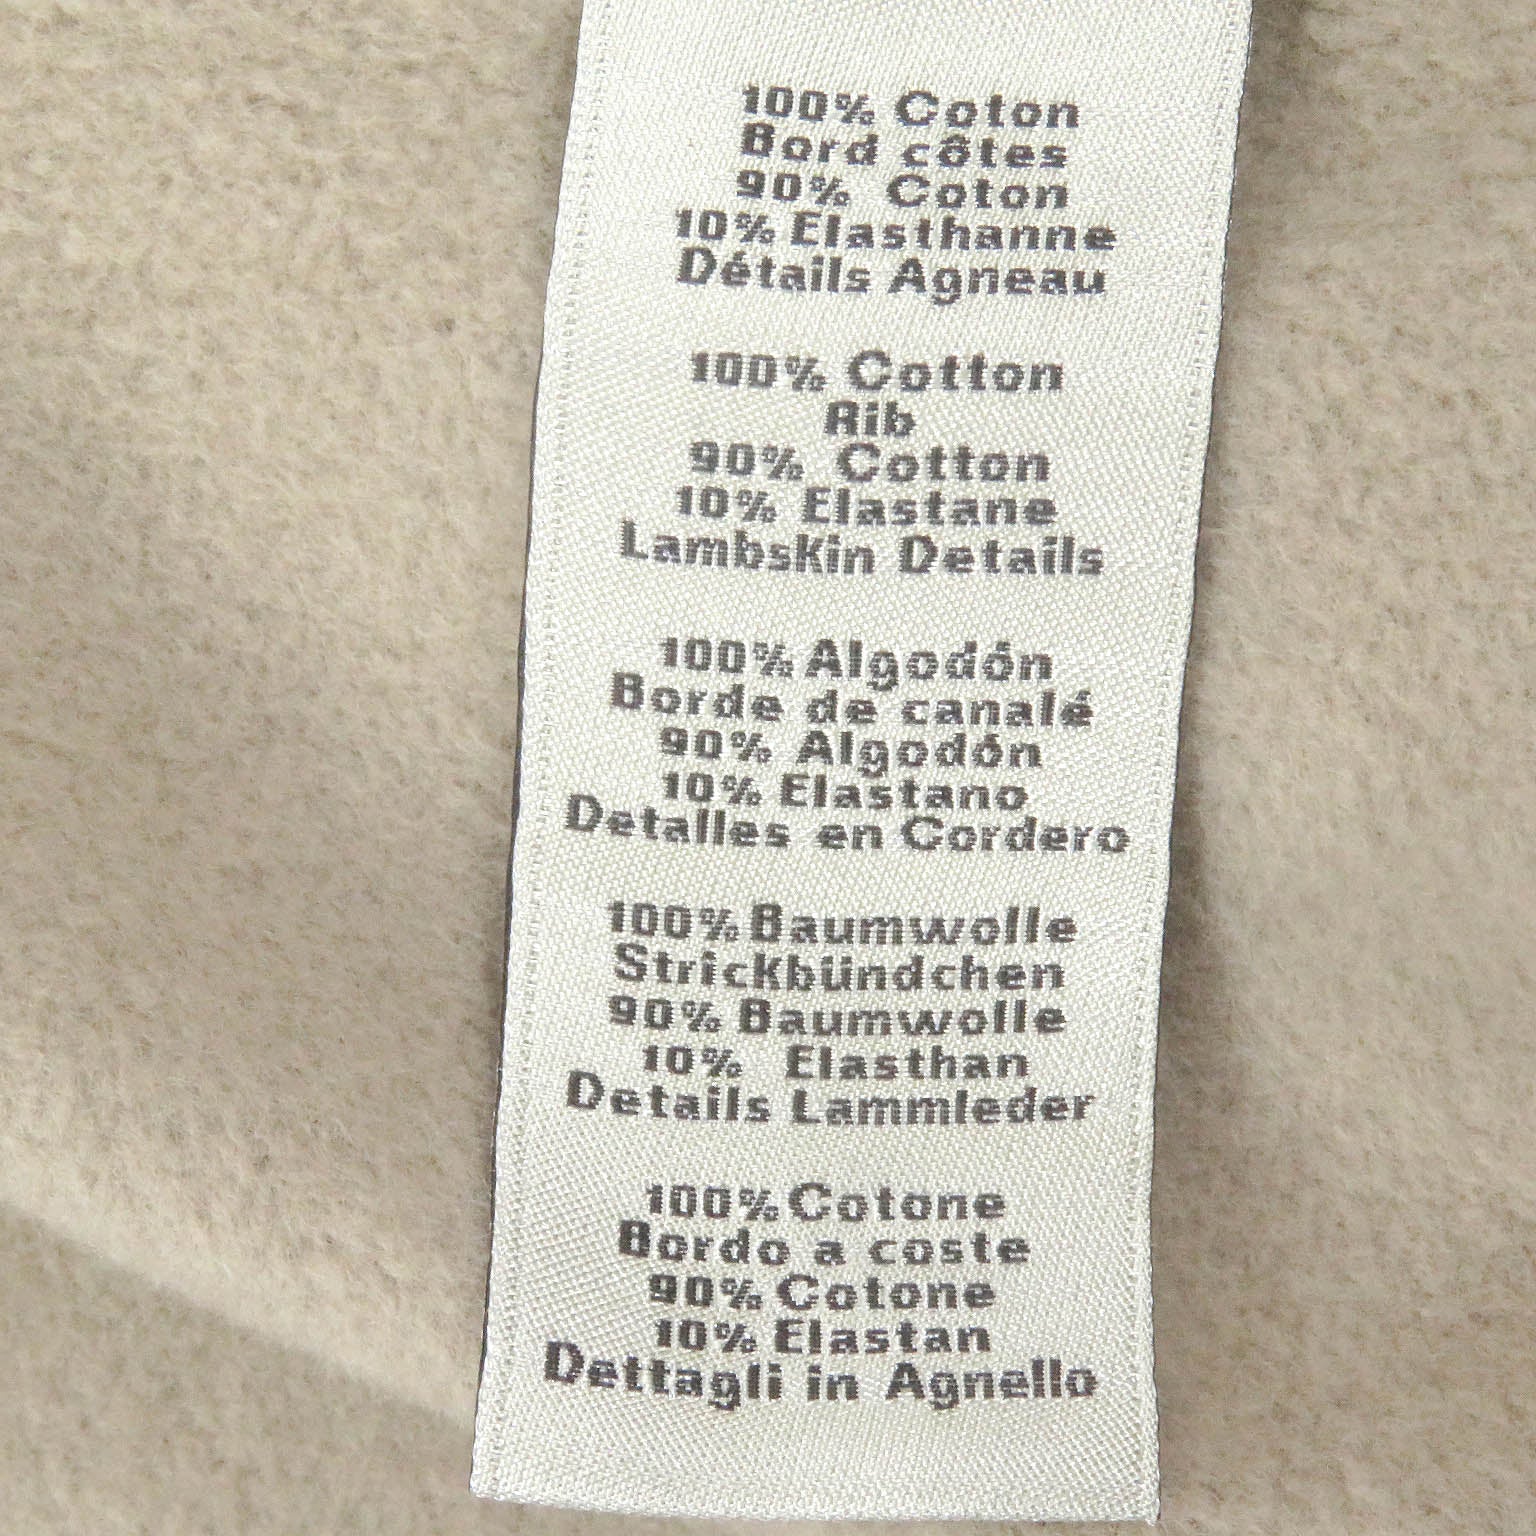 100% Coton
Bord côtes
90% Coton
10% Elasthanne
Détails Agneau
100% Cotton
Rib
90% Cotton
10% Elastane
Lambskin Details
100% Algodón
Borde de canalé
90% Algodón
10% Elastano
Detalles en Cordero
100% Baumwolle
Strickbündchen
90% Baumwolle
10% Elasthan
Details Lammleder
100% Cotone
Bordo a coste
90% Cotone
10% Elastan
Dettagli in Agnello